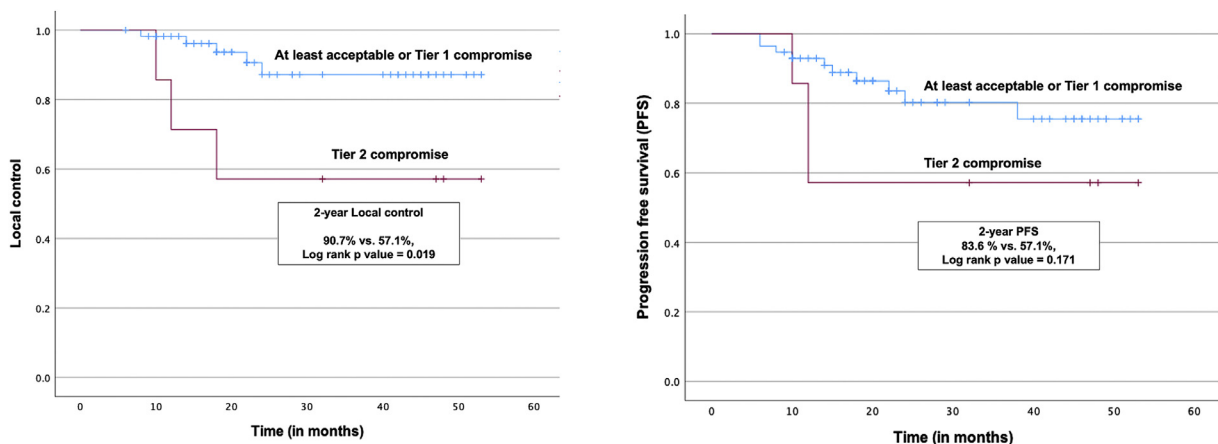 1.0
0.8
0.6
0.4
0.2
0.0
Local control
At least acceptable or Tier 1 compromise
Tier 2 compromise
2-year Local control
90.7% vs. 57.1%,
Log rank p value = 0.019
0 10 20 30 40 50 60
Time (in months)
1.0
0.8
0.6
0.4
0.2
0.0
Progression free survival (PFS)
At least acceptable or Tier 1 compromise
Tier 2 compromise
2-year PFS
83.6 % vs. 57.1%,
Log rank p value = 0.171
0 10 20 30 40 50 60
Time (in months)